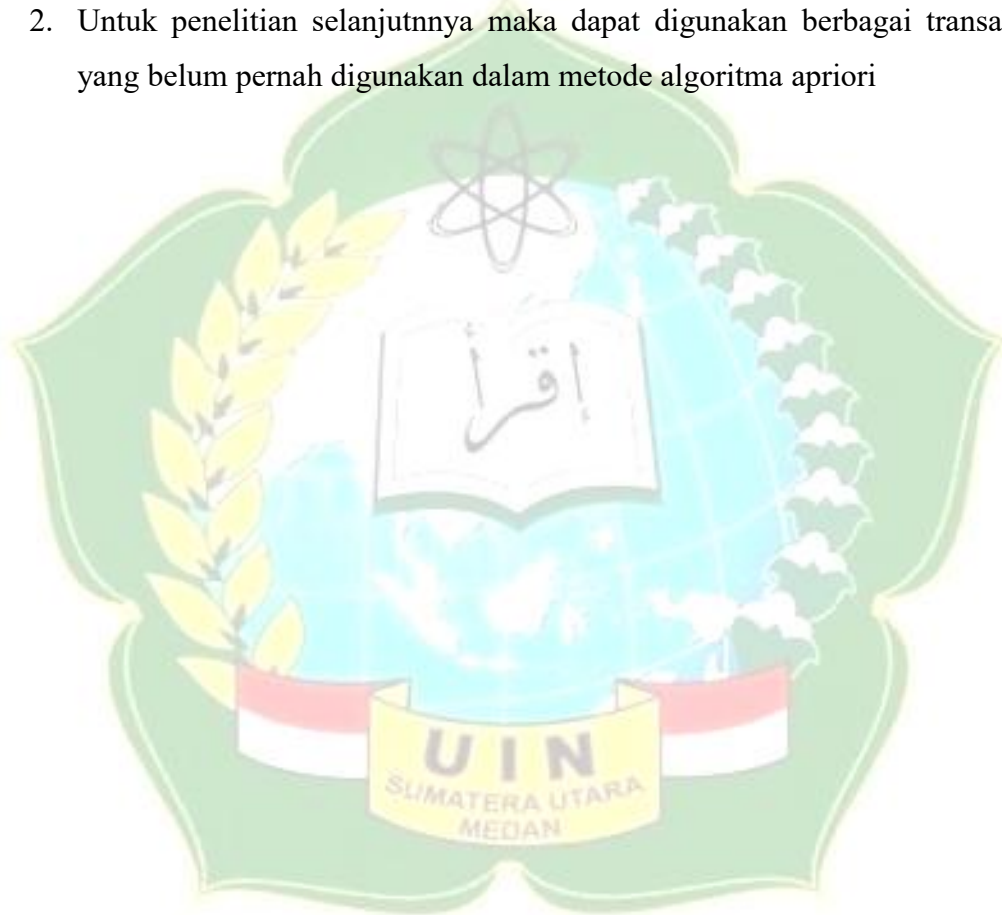 2. Untuk penelitian selanjutnnya maka dapat digunakan berbagai transa
yang belum pernah digunakan dalam metode algoritma apriori
إقرأ
UIN
SUMATERA UTARA
MEDAN